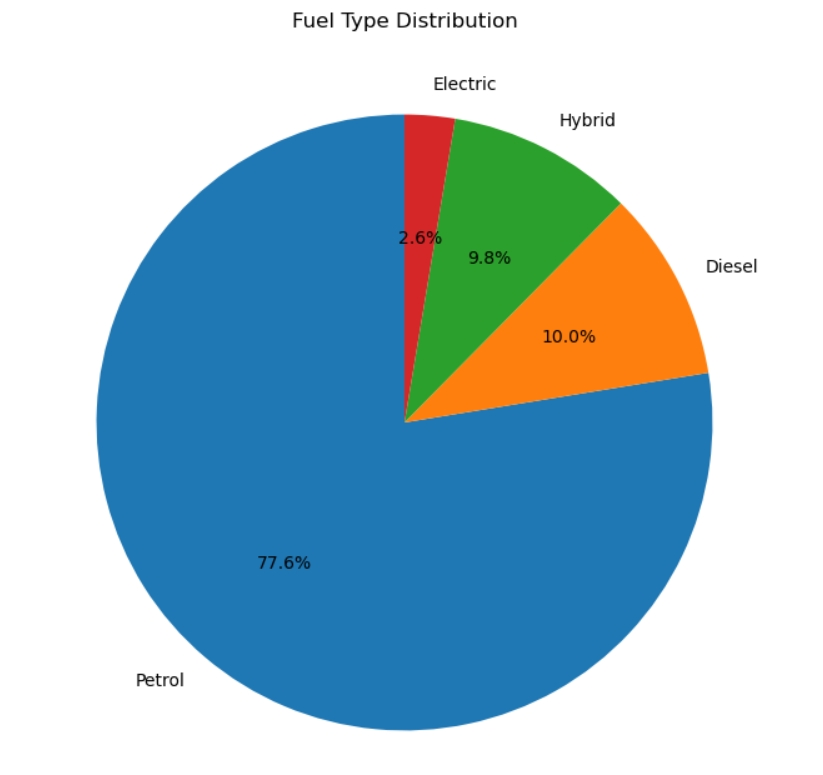 Fuel Type Distribution
Electric
Hybrid
2.6%
9.8%
Diesel
10.0%
77.6%
Petrol